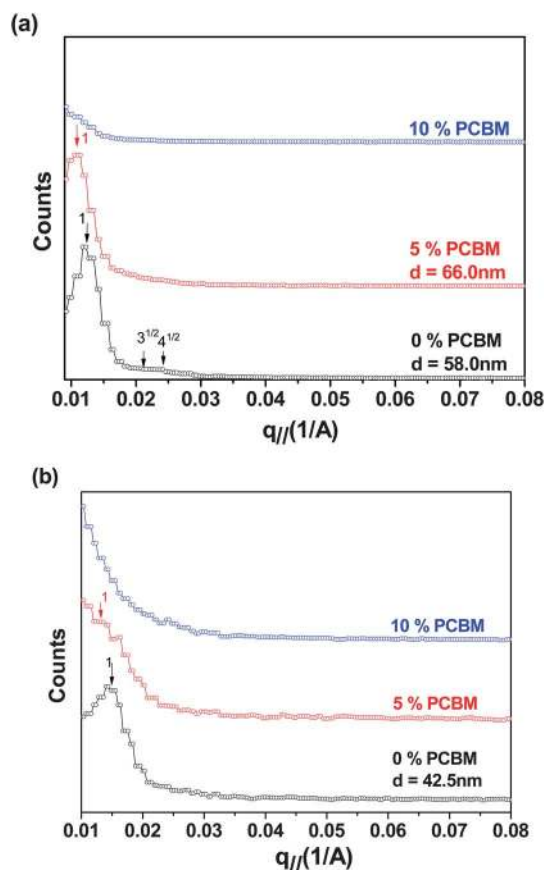 (a)
Counts
10 % PCBM
1
5 % PCBM
d = 66.0nm
1
3^1/2 4^1/2
0 % PCBM
d = 58.0nm
0.01 0.02 0.03 0.04 0.05 0.06 0.07 0.08
q//(1/A)
(b)
Counts
10 % PCBM
1
5 % PCBM
1
0 % PCBM
d = 42.5nm
0.01 0.02 0.03 0.04 0.05 0.06 0.07 0.08
q//(1/A)